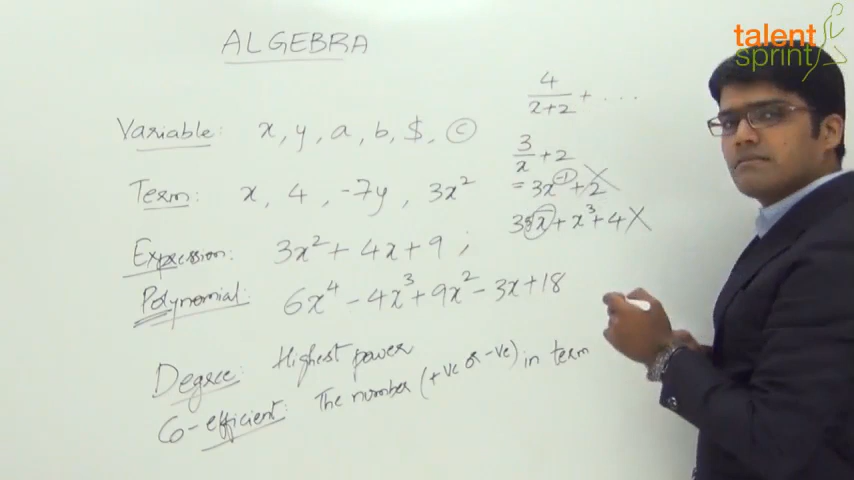 talent
sprint
ALGEBRA
Variable: x, y, a, b, $, ©
Term: x, 4, -7y, 3x²
Expression: 3x² + 4x + 9 ;
Polynomial: 6x⁴ - 4x³ + 9x² - 3x + 18
Degree: Highest power
Co-efficient: The number (+ve or -ve) in term
4/(x+2) + ...
3/x + 2
= 3x⁻¹ + 2
+ x³ + 4